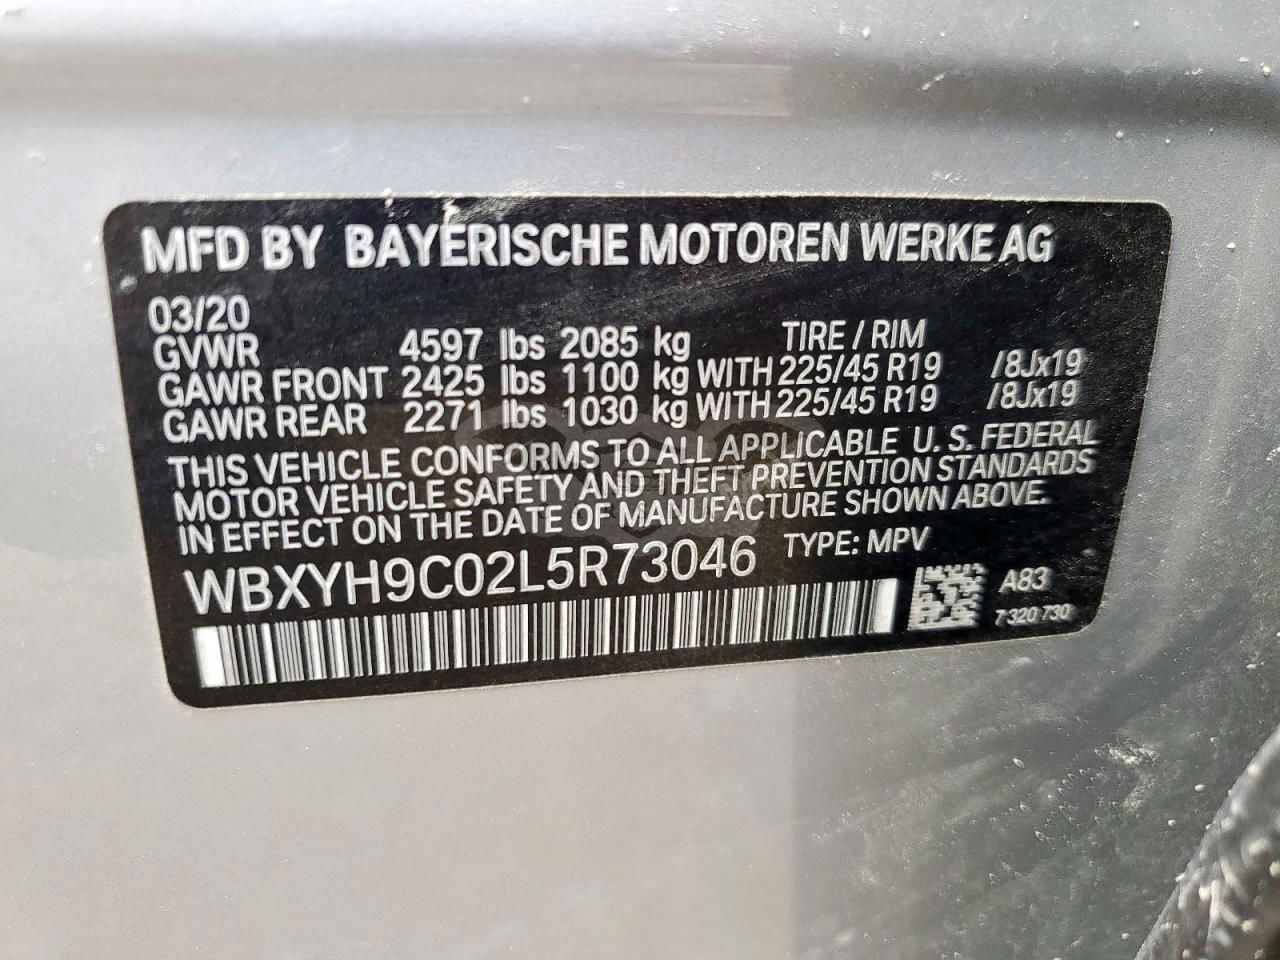 MFD BY BAYERISCHE MOTOREN WERKE AG
03/20
GVWR 4597 lbs 2085 kg TIRE / RIM
GAWR FRONT 2425 lbs 1100 kg WITH 225/45 R19 /8Jx19
GAWR REAR 2271 lbs 1030 kg WITH 225/45 R19 /8Jx19
THIS VEHICLE CONFORMS TO ALL APPLICABLE U. S. FEDERAL
MOTOR VEHICLE SAFETY AND THEFT PREVENTION STANDARDS
IN EFFECT ON THE DATE OF MANUFACTURE SHOWN ABOVE.
WBXYH9C02L5R73046 TYPE: MPV
A83
7 320 730